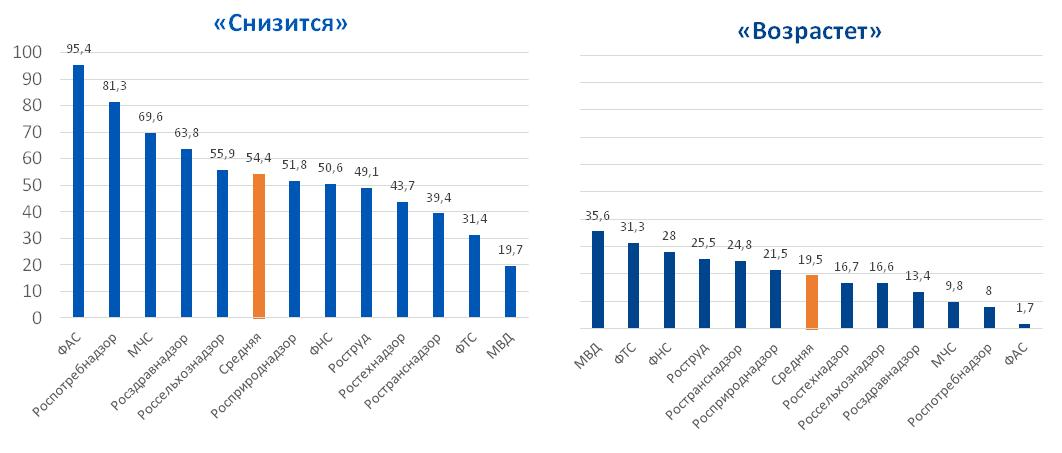 «Снизится»
100
90
80
70
60
50
40
30
20
10
0
95,4
81,3
69,6
63,8
55,9
54,4
51,8
50,6
49,1
43,7
39,4
31,4
19,7
ФАС
Роспотребнадзор
МЧС
Росздравнадзор
Россельхознадзор
Средняя
Росприроднадзор
ФНС
Роструд
Ростехнадзор
Ространснадзор
ФТС
МВД
«Возрастет»
35,6
31,3
28
25,5
24,8
21,5
19,5
16,7
16,6
13,4
9,8
8
1,7
МВД
ФТС
ФНС
Роструд
Ространснадзор
Росприроднадзор
Средняя
Ростехнадзор
Россельхознадзор
Росздравнадзор
МЧС
Роспотребнадзор
ФАС